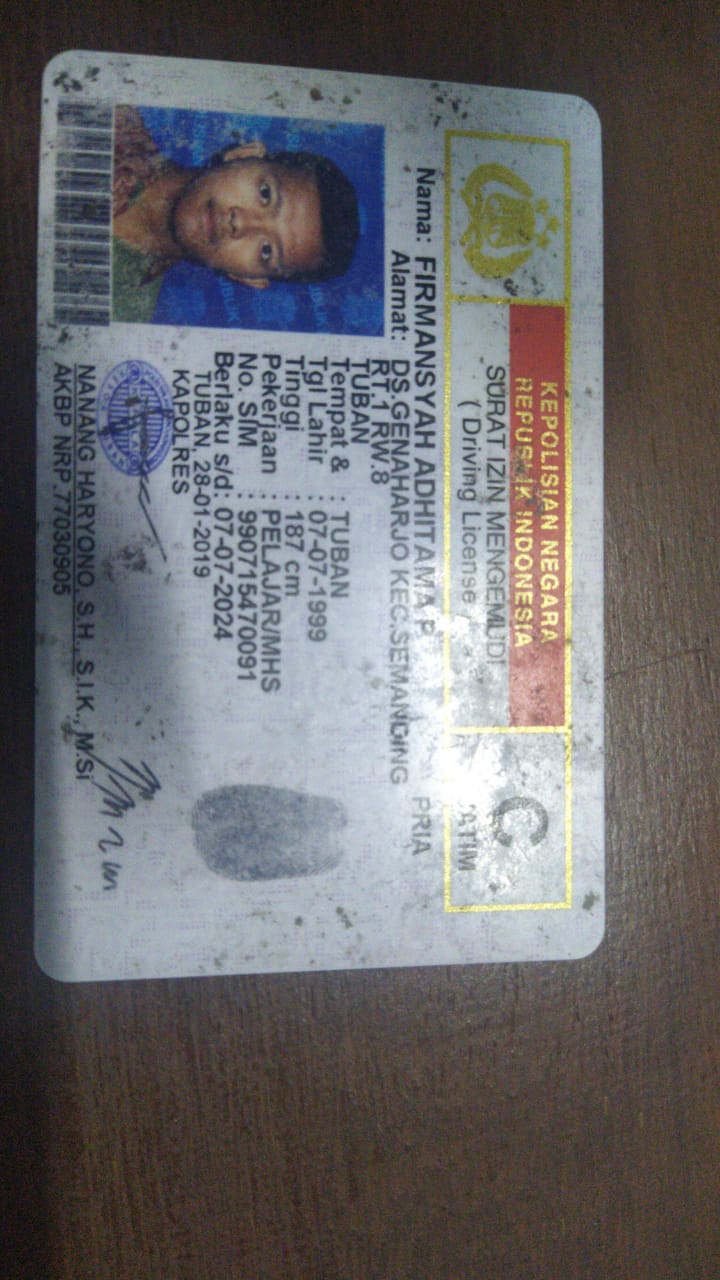 KEPOLISIAN NEGARA
REPUBLIK INDONESIA
SURAT IZIN MENGEMUDI
( Driving License
C
JATIM
Nama: FIRMANSYAH ADHITAMA P PRIA
Alamat: DS.GENAHARJO KEC.SEMANDING
RT.1 RW.8
TUBAN
Tempat & : TUBAN
Tgl Lahir : 07-07-1999
Tinggi : 187 cm
Pekerjaan : PELAJAR/MHS
No. SIM : 990715470091
Berlaku s/d: 07-07-2024
TUBAN, 28-01-2019
KAPOLRES
NANANG HARYONO, S.H., S.I.K., M.Si
AKBP NRP.77030905